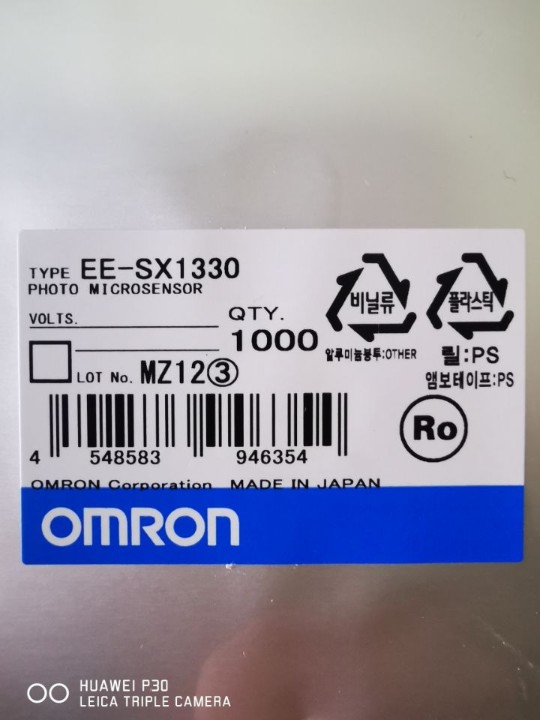 TYPE EE-SX1330
PHOTO MICROSENSOR
VOLTS.
QTY.
1000
LOT No. MZ12③
4 548583 946354
OMRON Corporation MADE IN JAPAN
OMRON
비닐류
알루미늄봉투:OTHER
플라스틱
릴:PS
앰보테이프:PS
Ro
HUAWEI P30
LEICA TRIPLE CAMERA